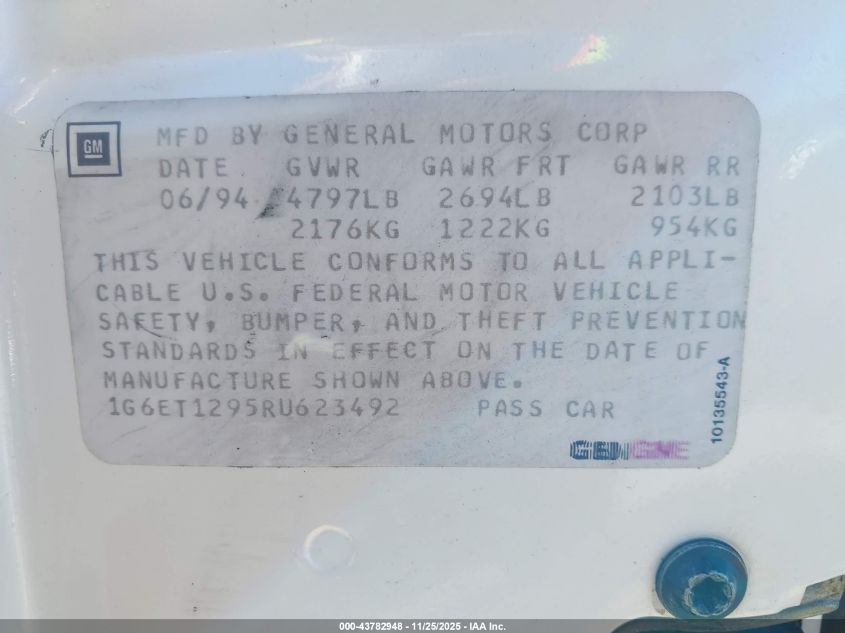 GM
MFD BY GENERAL MOTORS CORP
DATE GVWR GAWR FRT GAWR RR
06/94 4797LB 2694LB 2103LB
2176KG 1222KG 954KG
THIS VEHICLE CONFORMS TO ALL APPLI-
CABLE U.S. FEDERAL MOTOR VEHICLE
SAFETY, BUMPER, AND THEFT PREVENTION
STANDARDS IN EFFECT ON THE DATE OF
MANUFACTURE SHOWN ABOVE.
1G6ET1295RU623492 PASS CAR
10135543-A
000-43782948 - 11/25/2025 - IAA Inc.